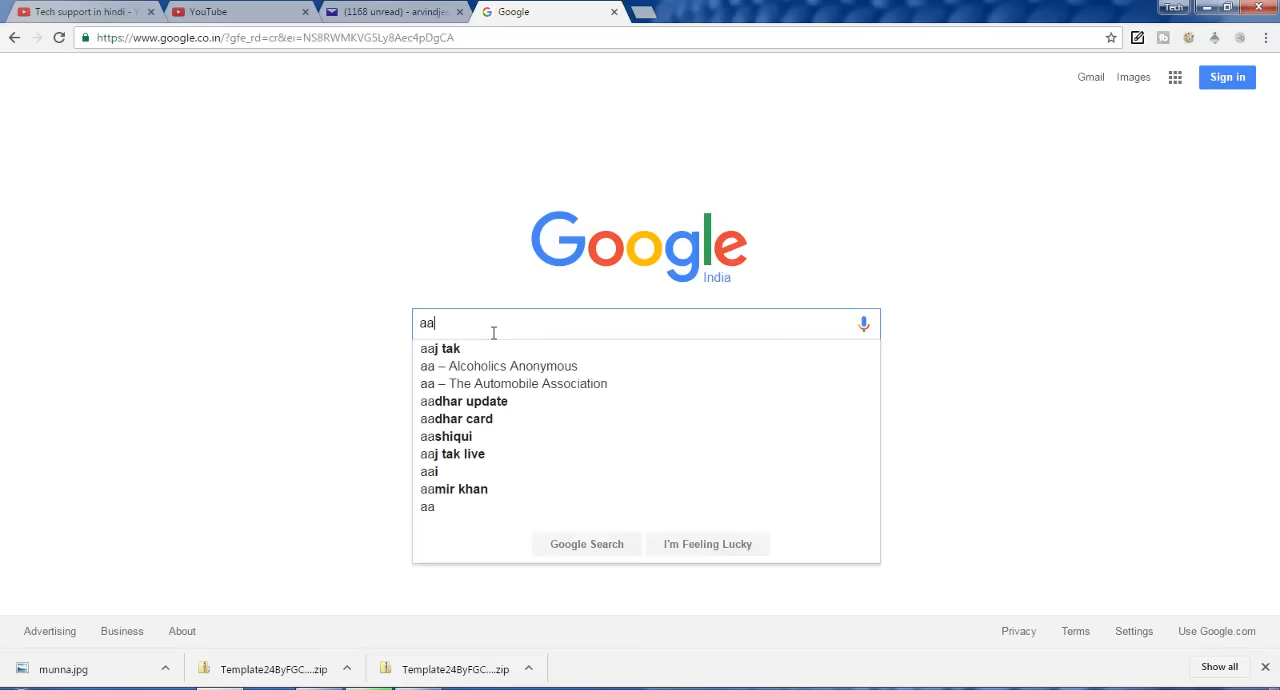 Tech support in hindi - Y
YouTube
(1168 unread) - arvindjee
Google
Tech
https://www.google.co.in/?gfe_rd=cr&ei=NS8RWMKVG5Ly8Aec4pDgCA
Gmail Images Sign in
Google
India
aa
aaj tak
aa – Alcoholics Anonymous
aa – The Automobile Association
aadhar update
aadhar card
aashiqui
aaj tak live
aai
aamir khan
aa
Google Search I'm Feeling Lucky
Advertising Business About Privacy Terms Settings Use Google.com
munna.jpg Template24ByFGC....zip Template24ByFGC....zip Show all